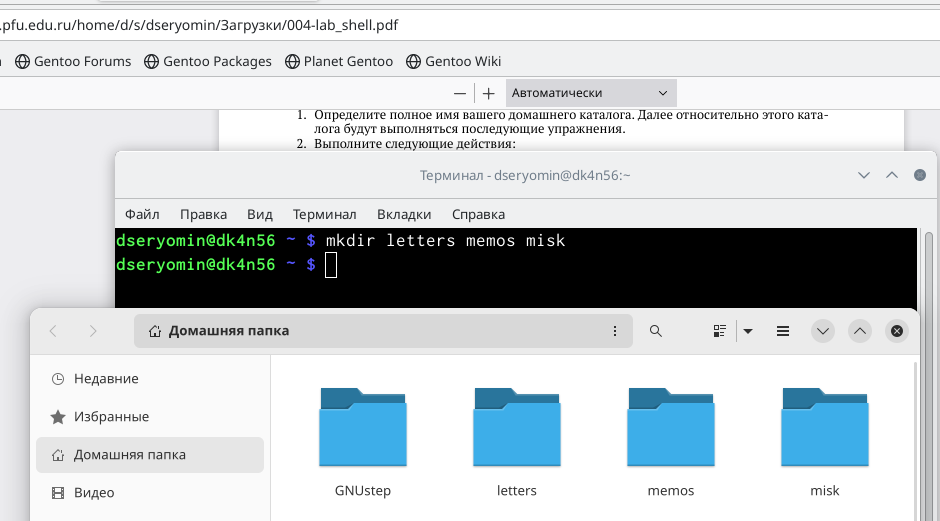 .pfu.edu.ru/home/d/s/dseryomin/Загрузки/004-lab_shell.pdf
Gentoo Forums Gentoo Packages Planet Gentoo Gentoo Wiki
— + Автоматически
1. Определите полное имя вашего домашнего каталога. Далее относительно этого ката-
лога будут выполняться последующие упражнения.
2. Выполните следующие действия:
Терминал - dseryomin@dk4n56:~
Файл Правка Вид Терминал Вкладки Справка
dseryomin@dk4n56 ~ $ mkdir letters memos misk
dseryomin@dk4n56 ~ $
Домашняя папка
Недавние
Избранные
Домашняя папка
Видео
GNUstep letters memos misk